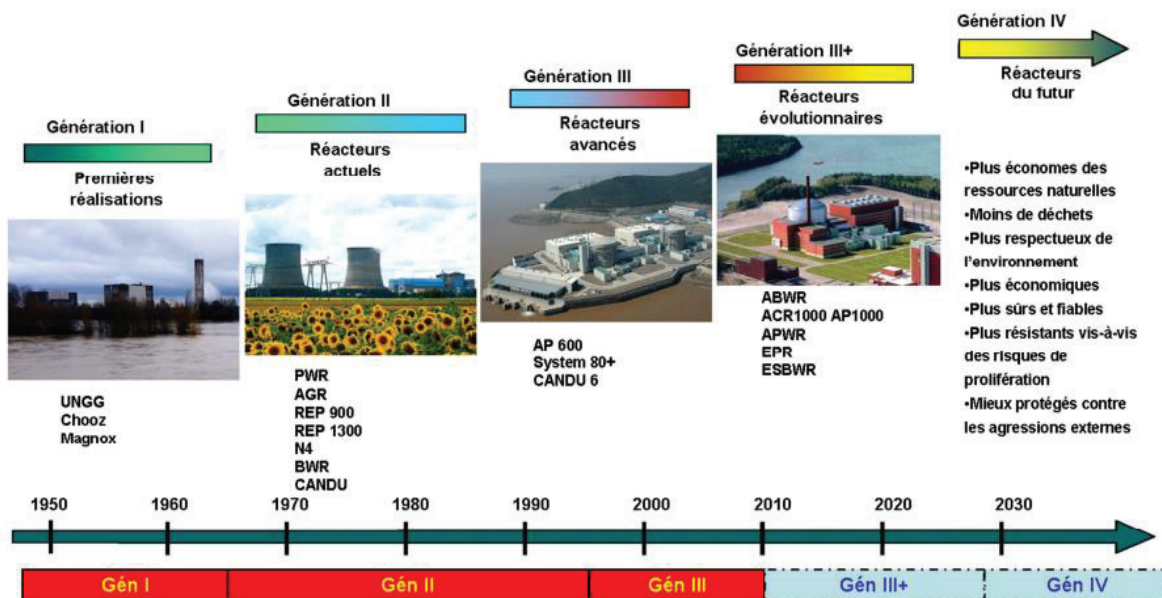 Génération I
Premières
réalisations
UNGG
Chooz
Magnox
Génération II
Réacteurs
actuels
PWR
AGR
REP 900
REP 1300
N4
BWR
CANDU
Génération III
Réacteurs
avancés
AP 600
System 80+
CANDU 6
Génération III+
Réacteurs
évolutionnaires
ABWR
ACR1000 AP1000
APWR
EPR
ESBWR
Génération IV
Réacteurs
du futur
•Plus économes des
ressources naturelles
•Moins de déchets
•Plus respectueux de
l'environnement
•Plus économiques
•Plus sûrs et fiables
•Plus résistants vis-à-vis
des risques de
prolifération
•Mieux protégés contre
les agressions externes
1950 1960 1970 1980 1990 2000 2010 2020 2030
Gén I Gén II Gén III Gén III+ Gén IV